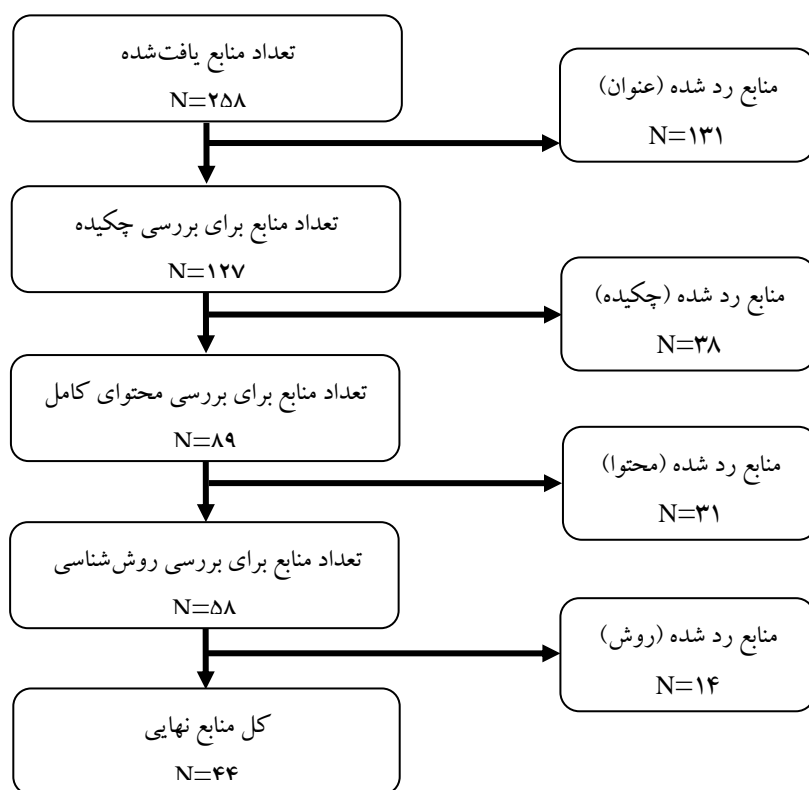 تعداد منابع یافت‌شده
N=۲۵۸
منابع رد شده (عنوان)
N=۱۳۱
تعداد منابع برای بررسی چکیده
N=۱۲۷
منابع رد شده (چکیده)
N=۳۸
تعداد منابع برای بررسی محتوای کامل
N=۸۹
منابع رد شده (محتوا)
N=۳۱
تعداد منابع برای بررسی روش‌شناسی
N=۵۸
منابع رد شده (روش)
N=۱۴
کل منابع نهایی
N=۴۴